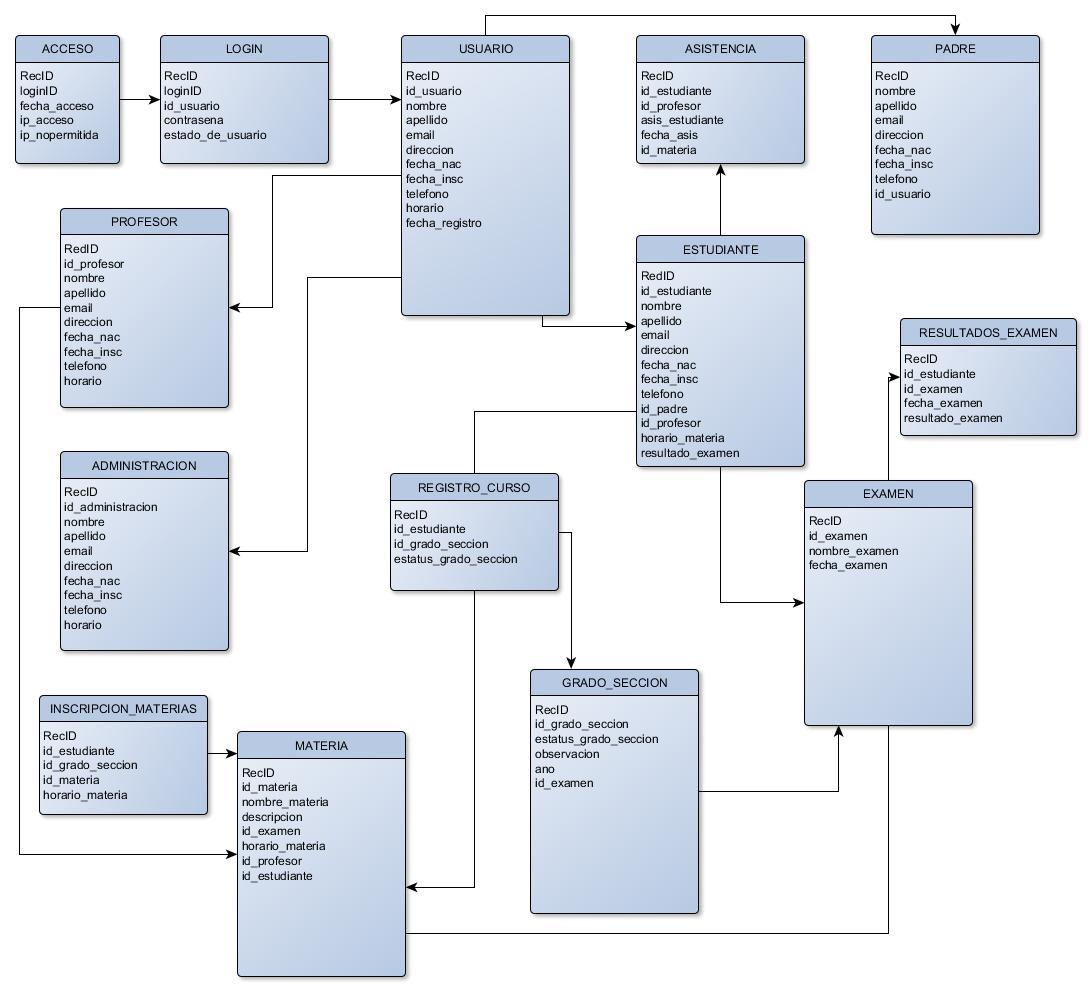 ACCESO
RecID
loginID
fecha_acceso
ip_acceso
ip_nopermitida
LOGIN
RecID
loginID
id_usuario
contrasena
estado_de_usuario
USUARIO
RecID
id_usuario
nombre
apellido
email
direccion
fecha_nac
fecha_insc
telefono
horario
fecha_registro
ASISTENCIA
RecID
id_estudiante
id_profesor
asis_estudiante
fecha_asis
id_materia
PADRE
RecID
nombre
apellido
email
direccion
fecha_nac
fecha_insc
telefono
id_usuario
PROFESOR
RedID
id_profesor
nombre
apellido
email
direccion
fecha_nac
fecha_insc
telefono
horario
ESTUDIANTE
RedID
id_estudiante
nombre
apellido
email
direccion
fecha_nac
fecha_insc
telefono
id_padre
id_profesor
horario_materia
resultado_examen
RESULTADOS_EXAMEN
RecID
id_estudiante
id_examen
fecha_examen
resultado_examen
ADMINISTRACION
RecID
id_administracion
nombre
apellido
email
direccion
fecha_nac
fecha_insc
telefono
horario
REGISTRO_CURSO
RecID
id_estudiante
id_grado_seccion
estatus_grado_seccion
EXAMEN
RecID
id_examen
nombre_examen
fecha_examen
INSCRIPCION_MATERIAS
RecID
id_estudiante
id_grado_seccion
id_materia
horario_materia
MATERIA
RecID
id_materia
nombre_materia
descripcion
id_examen
horario_materia
id_profesor
id_estudiante
GRADO_SECCION
RecID
id_grado_seccion
estatus_grado_seccion
observacion
ano
id_examen